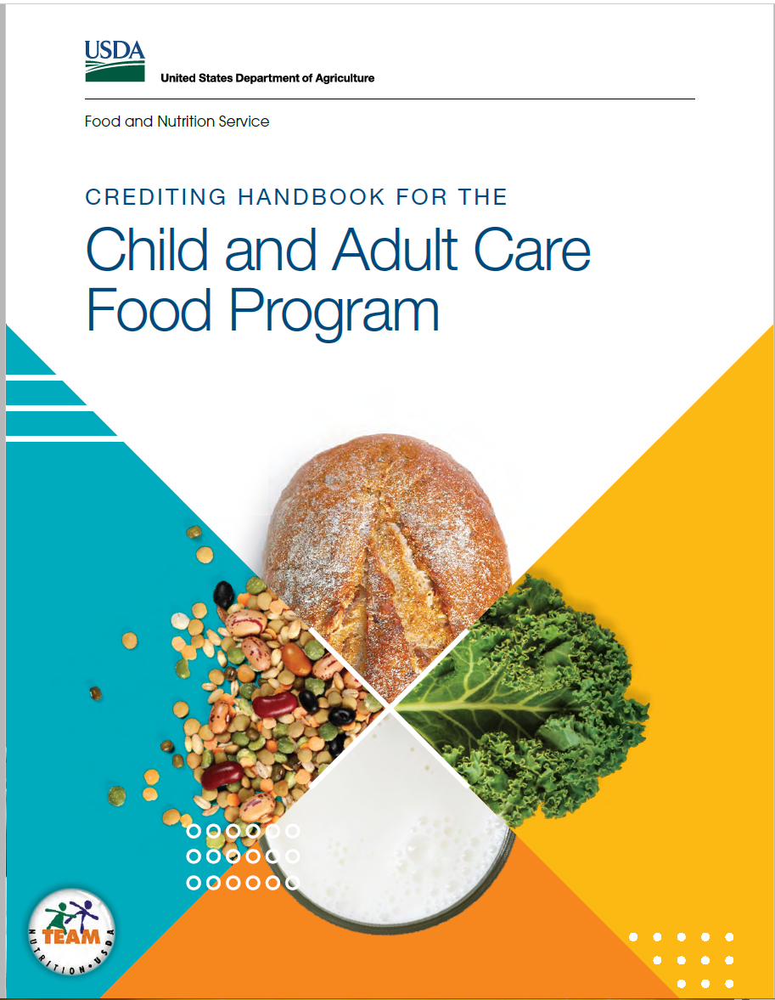 USDA
United States Department of Agriculture
Food and Nutrition Service
CREDITING HANDBOOK FOR THE
Child and Adult Care
Food Program
TEAM
NUTRITION • USDA